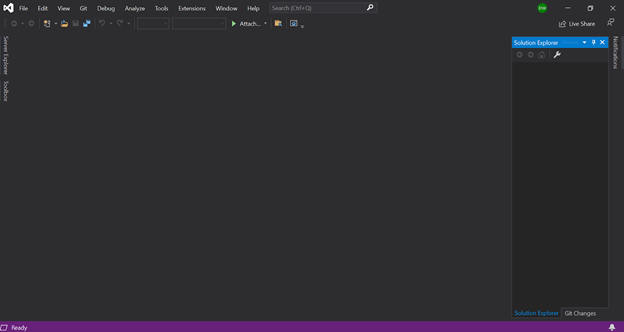 File Edit View Git Debug Analyze Tools Extensions Window Help Search (Ctrl+Q) BW
Attach... Live Share
Server Explorer
Toolbox
Solution Explorer
Notifications
Solution Explorer Git Changes
Ready